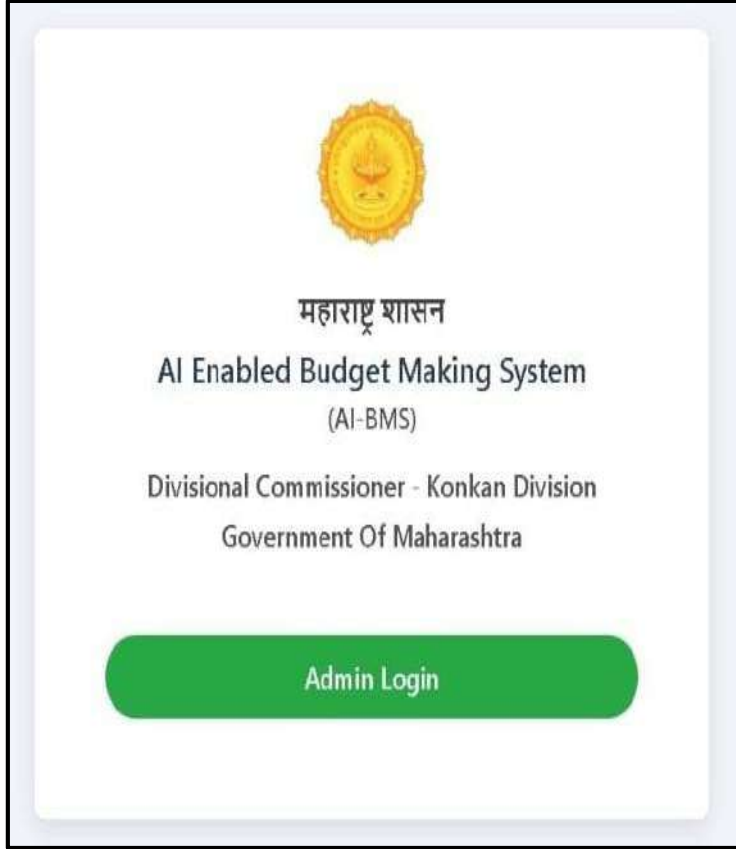 महाराष्ट्र शासन
AI Enabled Budget Making System
(AI-BMS)
Divisional Commissioner - Konkan Division
Government Of Maharashtra
Admin Login